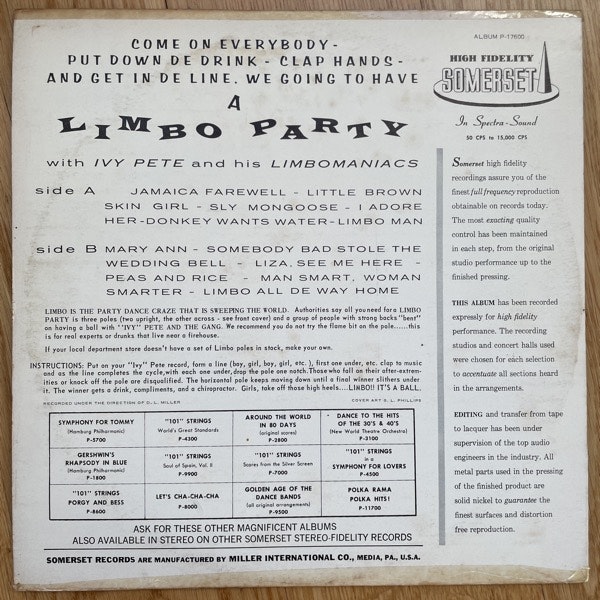 COME ON EVERYBODY-
PUT DOWN DE DRINK - CLAP HANDS-
AND GET IN DE LINE. WE GOING TO HAVE
A
LIMBO PARTY
with IVY PETE and his LIMBOMANIACS
side A JAMAICA FAREWELL - LITTLE BROWN
SKIN GIRL - SLY MONGOOSE - I ADORE
HER-DONKEY WANTS WATER-LIMBO MAN
side B MARY ANN - SOMEBODY BAD STOLE THE
WEDDING BELL - LIZA, SEE ME HERE -
PEAS AND RICE - MAN SMART, WOMAN
SMARTER - LIMBO ALL DE WAY HOME
LIMBO IS THE PARTY DANCE CRAZE THAT IS SWEEPING THE WORLD. Authorities say all you need for a LIMBO
PARTY is three poles (two upright, the other across - see front cover) and a group of people with strong backs "bent"
on having a ball with "IVY" PETE AND THE GANG. We recommend you do not try the flame bit on the pole.....this
is for real experts or drunks that live near a firehouse.
If your local department store doesn't have a set of Limbo poles in stock, make your own.
INSTRUCTIONS: Put on your "Ivy" Pete record, form a line (boy, girl, boy, girl, etc.), first one under, etc. clap to music
and as the line completes the cycle,with each one under,drop the pole one notch.Those who fall on their after-extrem-
ities or knock off the pole are disqualified. The horizontal pole keeps moving down until a final winner slithers under
it. The winner gets a drink, compliments, and a chiropractor. Girls, take off those high heels....LIMBO!! IT'S A BALL.
RECORDED UNDER THE DIRECTION OF D. L. MILLER
COVER ART S. L. PHILLIPS
SYMPHONY FOR TOMMY
(Hamburg Philharmonic)
P-5700
"101" STRINGS
World's Great Standards
P-4300
AROUND THE WORLD
IN 80 DAYS
(original scores)
P-2800
DANCE TO THE HITS
OF THE 30'S & 40'S
(New World Theatre Orchestra)
P-3100
GERSHWIN'S
RHAPSODY IN BLUE
(Hamburg Philharmonic)
P-1800
"101" STRINGS
Soul of Spain, Vol. II
P-9900
"101" STRINGS
Scores from the Silver Screen
P-7000
"101" STRINGS
in a
SYMPHONY FOR LOVERS
P-4500
"101" STRINGS
PORGY AND BESS
P-8600
LET'S CHA-CHA-CHA
P-8000
GOLDEN AGE OF THE
DANCE BANDS
(all original arrangements)
P-9500
POLKA RAMA
POLKA HITS!
P-11700
ASK FOR THESE OTHER MAGNIFICENT ALBUMS
ALSO AVAILABLE IN STEREO ON OTHER SOMERSET STEREO-FIDELITY RECORDS
SOMERSET RECORDS ARE MANUFACTURED BY MILLER INTERNATIONAL CO., MEDIA, PA., U.S.A.
ALBUM P-17600
HIGH FIDELITY
SOMERSET
In Spectra-Sound
50 CPS to 15,000 CPS
Somerset high fidelity
recordings assure you of the
finest full frequency reproduction
obtainable on records today.
The most exacting quality
control has been maintained
in each step, from the original
studio performance up to the
finished pressing.
THIS ALBUM has been recorded
expressly for high fidelity
performance. The recording
studios and concert halls used
were chosen for each selection
to accentuate all sections heard
in the arrangements.
EDITING and transfer from tape
to lacquer has been under
supervision of the top audio
engineers in the industry. All
metal parts used in the pressing
of the finished product are
solid nickel to guarantee the
finest surfaces and distortion
free reproduction.